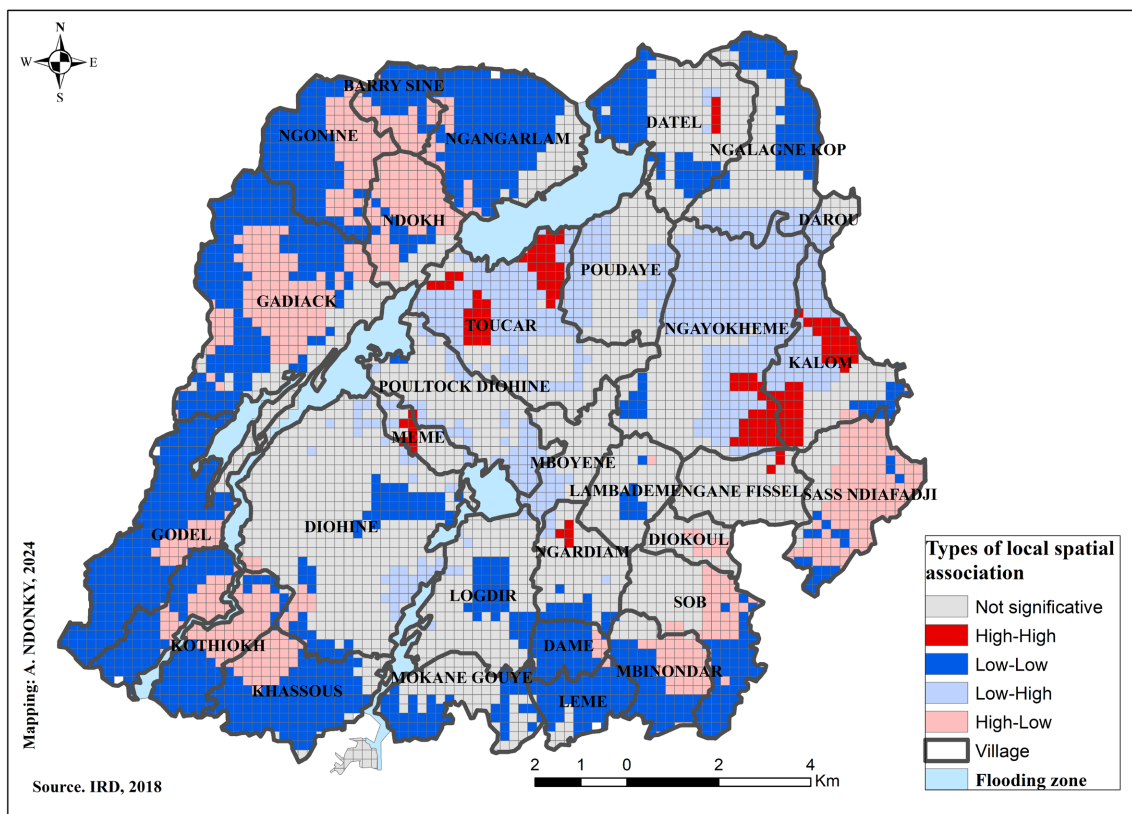 N
W E
S
BARRY SINE
NGONINE
NGANGARLAM
DATEL
NGALAGNE KOP
NDOKH
DAROU
POUDAYE
GADIACK
TOUCAR
NGAYOKHEME
KALOM
POULTOCK DIOHINE
MEME
MBOYENE
LAMBADEME
NGANE FISSEL
SASS NDIAFADJI
DIOHINE
GODEL
NGARDIAM
DIOKOUL
LOGDIR
SOB
KOTHIOKH
DAME
MBINONDAR
MOKANE GOUYE
KHASSOUS
LEME
Types of local spatial
association
Not significative
High-High
Low-Low
Low-High
High-Low
Village
Flooding zone
2 1 0 2 4
Km
Mapping: A. NDONKY, 2024
Source. IRD, 2018